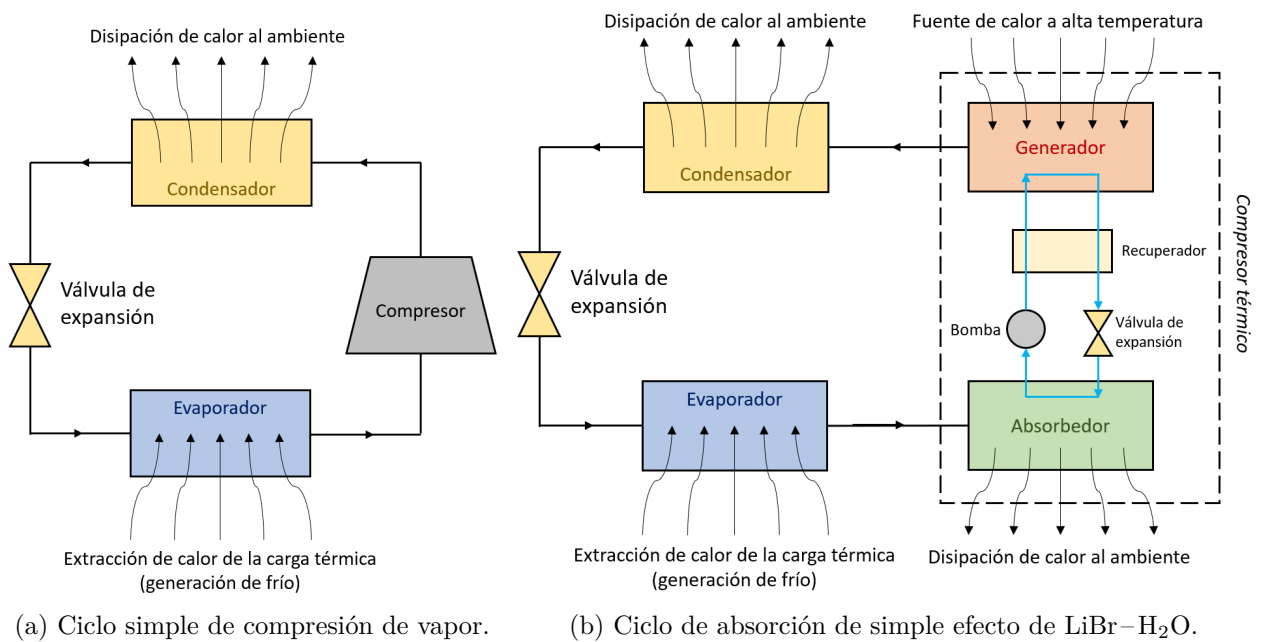 Disipación de calor al ambiente
Condensador
Válvula de
expansión
Compresor
Evaporador
Extracción de calor de la carga térmica
(generación de frío)
(a) Ciclo simple de compresión de vapor.
Disipación de calor al ambiente
Fuente de calor a alta temperatura
Condensador
Generador
Recuperador
Válvula de
expansión
Bomba
Válvula de
expansión
Compresor térmico
Evaporador
Absorbedor
Extracción de calor de la carga térmica
(generación de frío)
Disipación de calor al ambiente
(b) Ciclo de absorción de simple efecto de LiBr–H₂O.